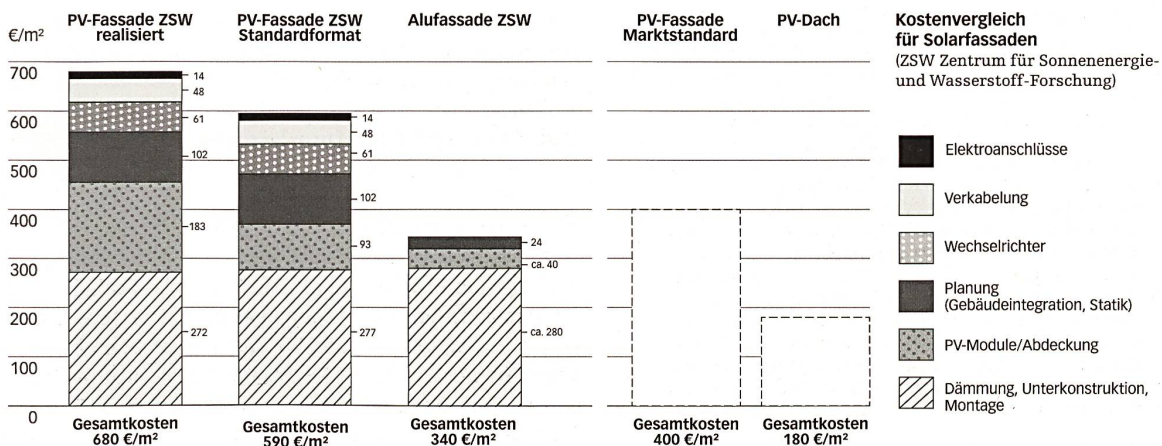 €/m²
PV-Fassade ZSW
realisiert
PV-Fassade ZSW
Standardformat
Alufassade ZSW
PV-Fassade
Marktstandard
PV-Dach
700
600
500
400
300
200
100
0
14
48
61
102
183
272
14
48
61
102
93
277
24
ca. 40
ca. 280
Gesamtkosten
680 €/m²
Gesamtkosten
590 €/m²
Gesamtkosten
340 €/m²
Gesamtkosten
400 €/m²
Gesamtkosten
180 €/m²
Kostenvergleich
für Solarfassaden
(ZSW Zentrum für Sonnenenergie-
und Wasserstoff-Forschung)
Elektroanschlüsse
Verkabelung
Wechselrichter
Planung
(Gebäudeintegration, Statik)
PV-Module/Abdeckung
Dämmung, Unterkonstruktion,
Montage